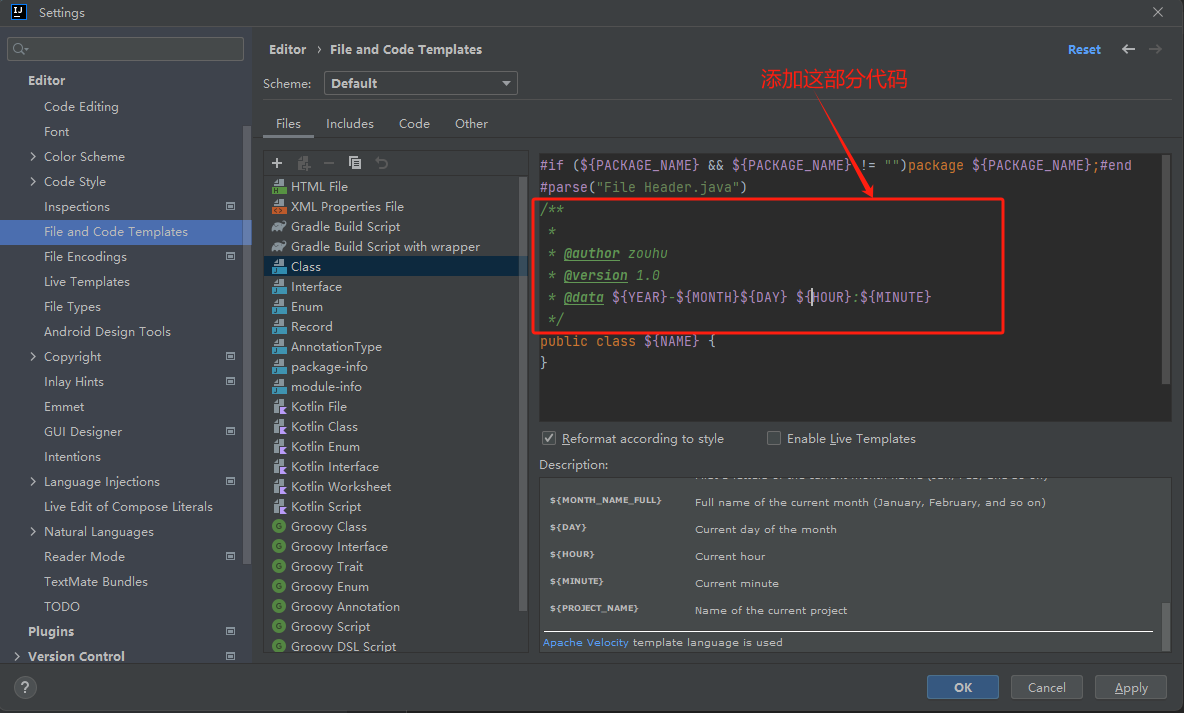 Settings
Editor
Code Editing
Font
Color Scheme
Code Style
Inspections
File and Code Templates
File Encodings
Live Templates
File Types
Android Design Tools
Copyright
Inlay Hints
Emmet
GUI Designer
Intentions
Language Injections
Live Edit of Compose Literals
Natural Languages
Reader Mode
TextMate Bundles
TODO
Plugins
Version Control
Editor › File and Code Templates
Reset
Scheme:
Default
添加这部分代码
Files
Includes
Code
Other
HTML File
XML Properties File
Gradle Build Script
Gradle Build Script with wrapper
Class
Interface
Enum
Record
AnnotationType
package-info
module-info
Kotlin File
Kotlin Class
Kotlin Enum
Kotlin Interface
Kotlin Worksheet
Kotlin Script
Groovy Class
Groovy Interface
Groovy Trait
Groovy Enum
Groovy Annotation
Groovy Script
Groovy DSL Script
#if (${PACKAGE_NAME} && ${PACKAGE_NAME} != "")package ${PACKAGE_NAME};#end
#parse("File Header.java")
/**
 *
 * @author zouhu
 * @version 1.0
 * @data ${YEAR}-${MONTH}${DAY} ${HOUR}:${MINUTE}
 */
public class ${NAME} {
}
Reformat according to style
Enable Live Templates
Description:
${MONTH_NAME_FULL} Full name of the current month (January, February, and so on)
${DAY} Current day of the month
${HOUR} Current hour
${MINUTE} Current minute
${PROJECT_NAME} Name of the current project
Apache Velocity template language is used
?
OK
Cancel
Apply